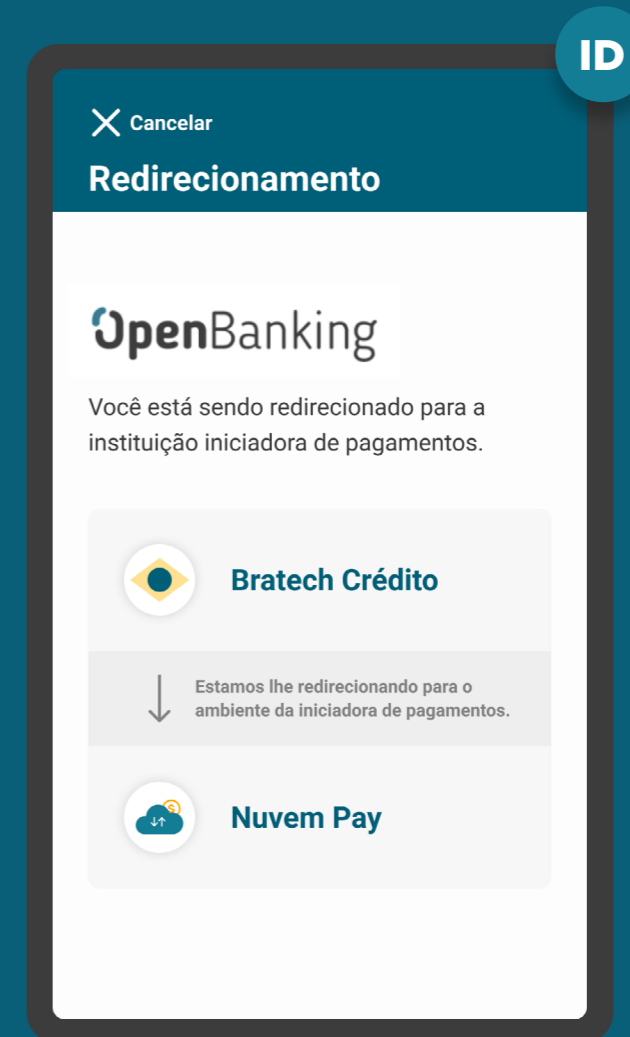 ID
Cancelar
Redirecionamento
OpenBanking
Você está sendo redirecionado para a
instituição iniciadora de pagamentos.
Bratech Crédito
Estamos lhe redirecionando para o
ambiente da iniciadora de pagamentos.
$
Nuvem Pay